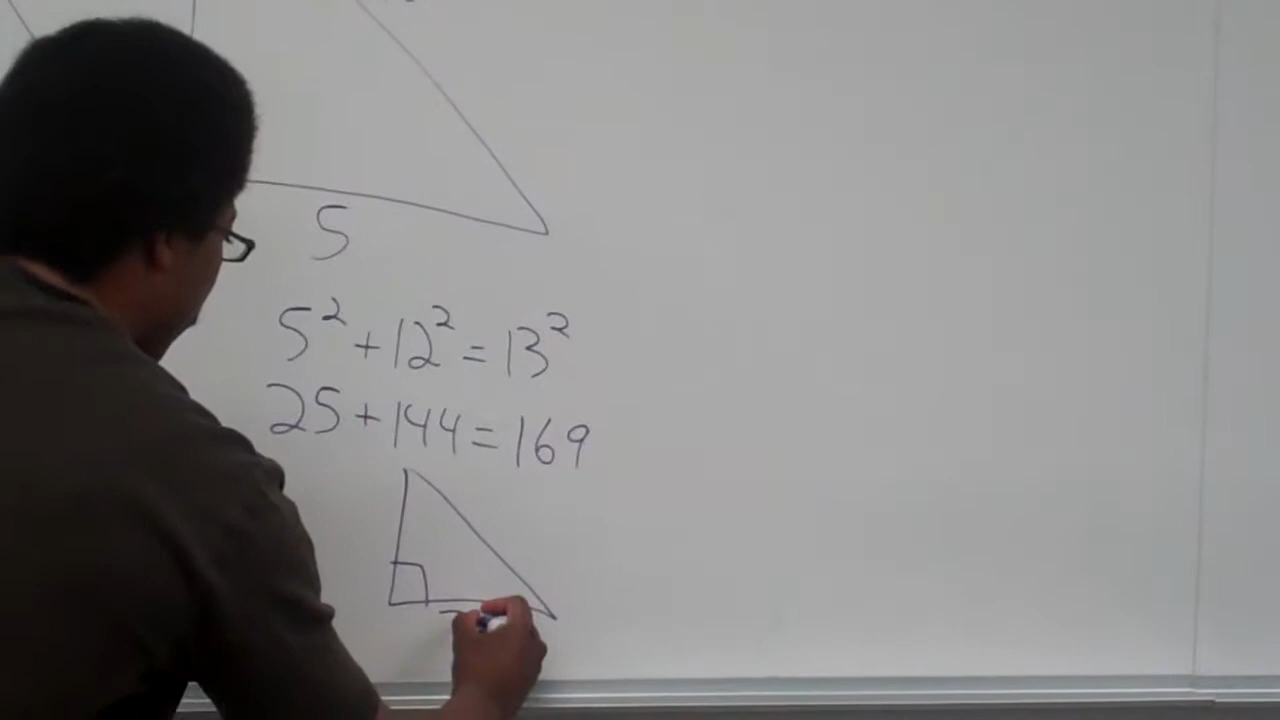 5
5² + 12² = 13²
25 + 144 = 169